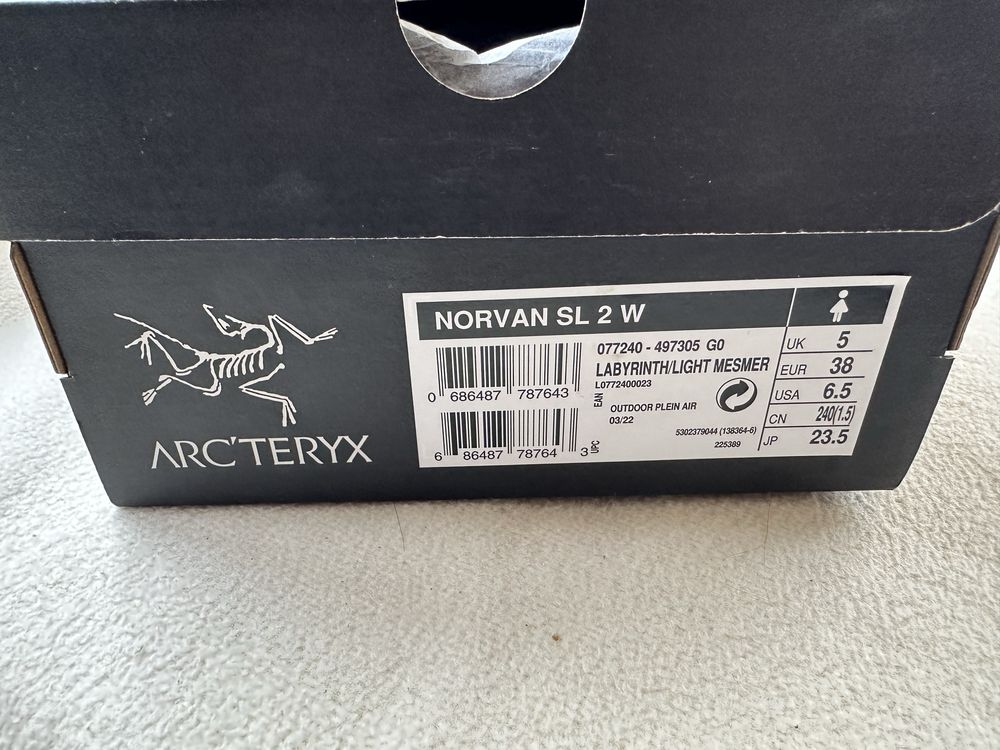 ARC'TERYX
NORVAN SL 2 W
077240 - 497305 G0
LABYRINTH/LIGHT MESMER
L0772400023
0 686487 787643
EAN
OUTDOOR PLEIN AIR
03/22
5302379044 (138364-6)
225389
6 86487 78764 3
UPC
UK 5
EUR 38
USA 6.5
CN 240(1.5)
JP 23.5